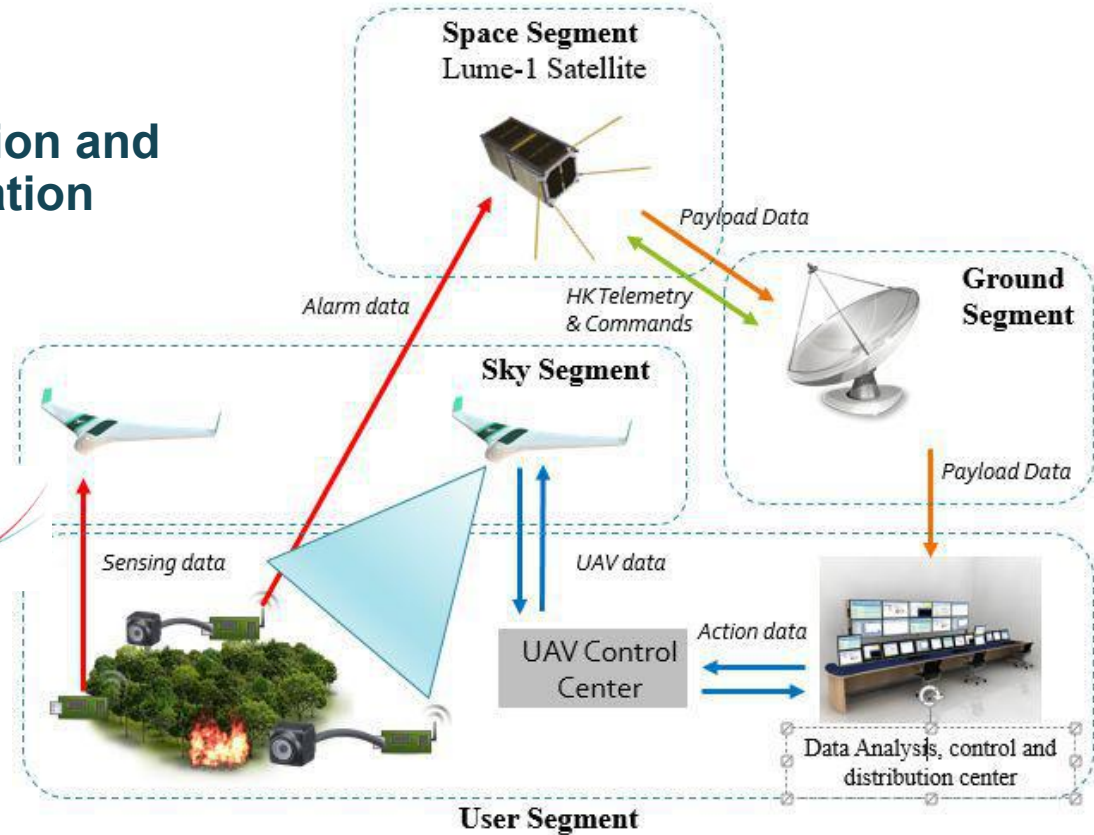 Space Segment
Lume-1 Satellite
ion and
ation
Payload Data
Alarm data
HK Telemetry
& Commands
Ground
Segment
Sky Segment
Payload Data
Sensing data
UAV data
Action data
UAV Control
Center
Data Analysis, control and
distribution center
User Segment